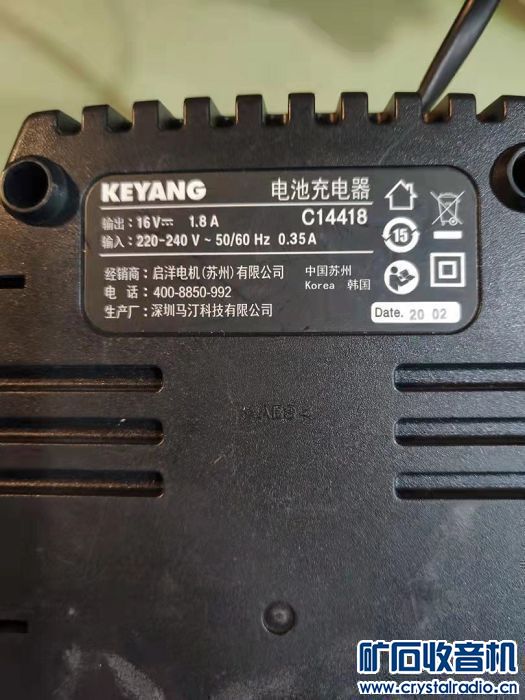 KEYANG 电池充电器
C14418
输出：16V⎓ 1.8A
输入：220-240 V ~ 50/60 Hz 0.35A
15
经销商：启洋电机(苏州)有限公司 中国苏州
电 话：400-8850-992 Korea 韩国
生产厂：深圳马汀科技有限公司
Date. 20 02
>ABS<
矿石收音机
www.crystalradio.cn